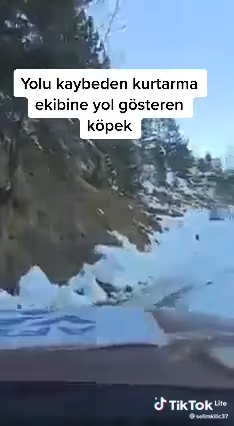 Yolu kaybeden kurtarma
ekibine yol gösteren
köpek
TikTok Lite
@selimkilic37